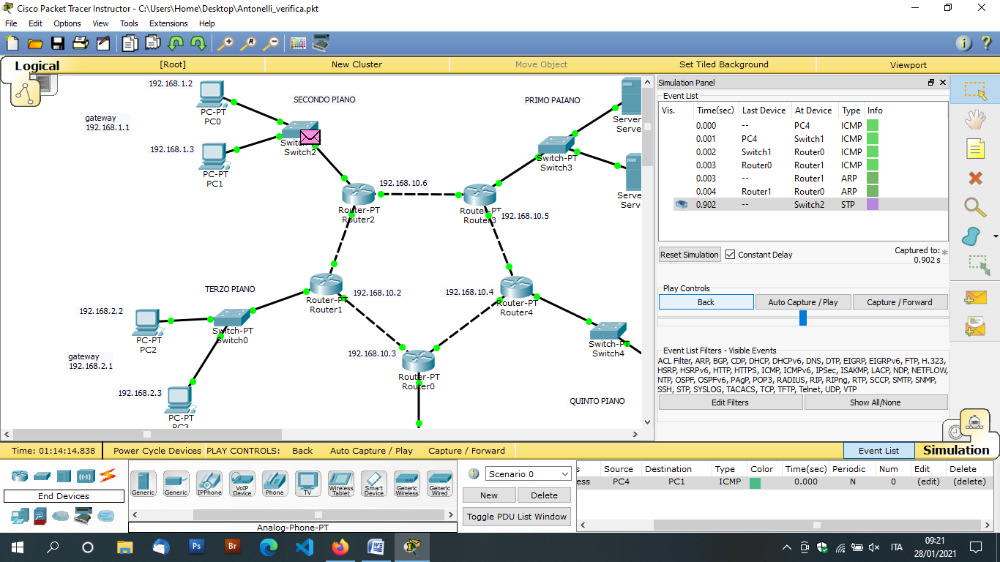 Cisco Packet Tracer Instructor - C:\Users\Home\Desktop\Antonelli_verifica.pkt
File Edit Options View Tools Extensions Help
Logical [Root] New Cluster Move Object Set Tiled Background Viewport
192.168.1.2
PC-PT
PC0
SECONDO PIANO
PRIMO PAIANO
gateway
192.168.1.1
192.168.1.3
PC-PT
PC1
Switch2
Server
Serve
Switch-PT
Switch3
Serve
Serve
192.168.10.6
Router-PT
Router2
Router-PT
Router3
192.168.10.5
TERZO PIANO
Router-PT
Router1
192.168.10.2
192.168.10.4
Router-PT
Router4
192.168.2.2
PC-PT
PC2
Switch-PT
Switch0
Switch-PT
Switch4
gateway
192.168.2.1
192.168.10.3
Router-PT
Router0
192.168.2.3
PC-PT
PC3
QUINTO PIANO
Simulation Panel
Event List
Vis. Time(sec) Last Device At Device Type Info
0.000 -- PC4 ICMP
0.001 PC4 Switch1 ICMP
0.002 Switch1 Router0 ICMP
0.003 Router0 Router1 ICMP
0.003 -- Router1 ARP
0.004 Router1 Router0 ARP
0.902 -- Switch2 STP
Reset Simulation Constant Delay Captured to: *
0.902 s
Play Controls
Back Auto Capture / Play Capture / Forward
Event List Filters - Visible Events
ACL Filter, ARP, BGP, CDP, DHCP, DHCPv6, DNS, DTP, EIGRP, EIGRPv6, FTP, H.323,
HSRP, HSRPv6, HTTP, HTTPS, ICMP, ICMPv6, IPSec, ISAKMP, LACP, NDP, NETFLOW,
NTP, OSPF, OSPFv6, PAgP, POP3, RADIUS, RIP, RIPng, RTP, SCCP, SMTP, SNMP,
SSH, STP, SYSLOG, TACACS, TCP, TFTP, Telnet, UDP, VTP
Edit Filters Show All/None
Time: 01:14:14.838 Power Cycle Devices PLAY CONTROLS: Back Auto Capture / Play Capture / Forward Event List Simulation
End Devices
Generic Generic IPPhone VoIP Device Phone TV Wireless Tablet Smart Device Generic Wireless Generic Wired
Analog-Phone-PT
Scenario 0
New Delete
Toggle PDU List Window
s Source Destination Type Color Time(sec) Periodic Num Edit Delete
ess PC4 PC1 ICMP 0.000 N 0 (edit) (delete)
Ps Br ITA
09:21
28/01/2021